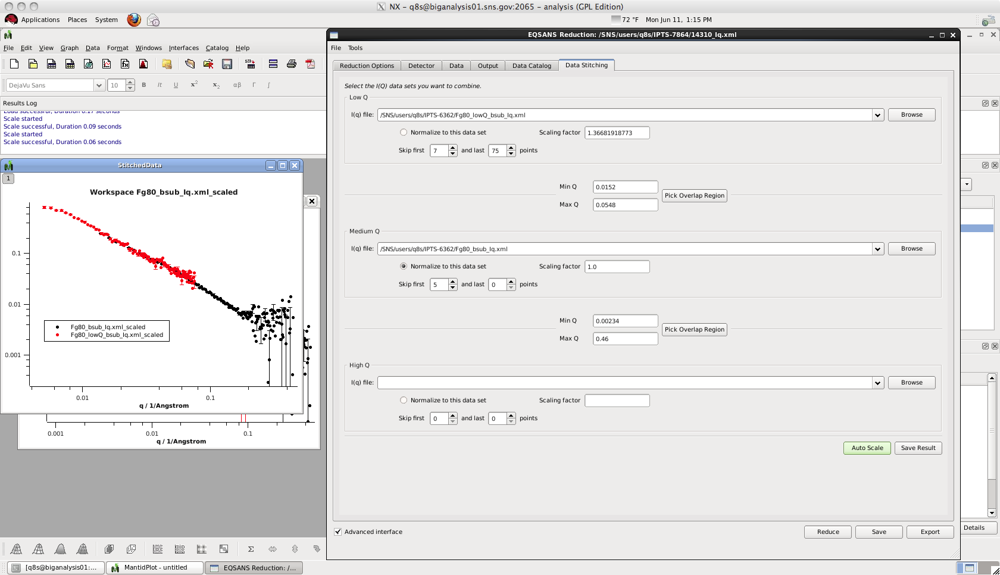 NX – q8s@biganalysis01.sns.gov:2065 – analysis (GPL Edition)
Applications Places System
72 °F Mon Jun 11, 1:15 PM
File Edit View Graph Data Format Windows Interfaces Catalog Help
DejaVu Sans 10 B It U x² x₂ αβ Γ ∫
Results Log
Load successful, Duration 0.17 seconds
Scale started
Scale successful, Duration 0.09 seconds
Scale started
Scale successful, Duration 0.06 seconds
StitchedData
1
Workspace Fg80_bsub_Iq.xml_scaled
0.1
0.01
0.001
Fg80_bsub_Iq.xml_scaled
Fg80_lowQ_bsub_Iq.xml_scaled
0.01 0.1
q / 1/Angstrom
0.001 0.01 0.1
q / 1/Angstrom
EQSANS Reduction: /SNS/users/q8s/IPTS-7864/14310_Iq.xml
File Tools
Reduction Options Detector Data Output Data Catalog Data Stitching
Select the I(Q) data sets you want to combine.
Low Q
I(q) file: /SNS/users/q8s/IPTS-6362/Fg80_lowQ_bsub_Iq.xml Browse
Normalize to this data set Scaling factor 1.36681918773
Skip first 7 and last 75 points
Min Q 0.0152
Pick Overlap Region
Max Q 0.0548
Medium Q
I(q) file: /SNS/users/q8s/IPTS-6362/Fg80_bsub_Iq.xml Browse
Normalize to this data set Scaling factor 1.0
Skip first 5 and last 0 points
Min Q 0.00234
Pick Overlap Region
Max Q 0.46
High Q
I(q) file: Browse
Normalize to this data set Scaling factor
Skip first 0 and last 0 points
Auto Scale Save Result
Advanced interface Reduce Save Export
Details
Σ
[q8s@biganalysis01:... MantidPlot - untitled EQSANS Reduction: /...